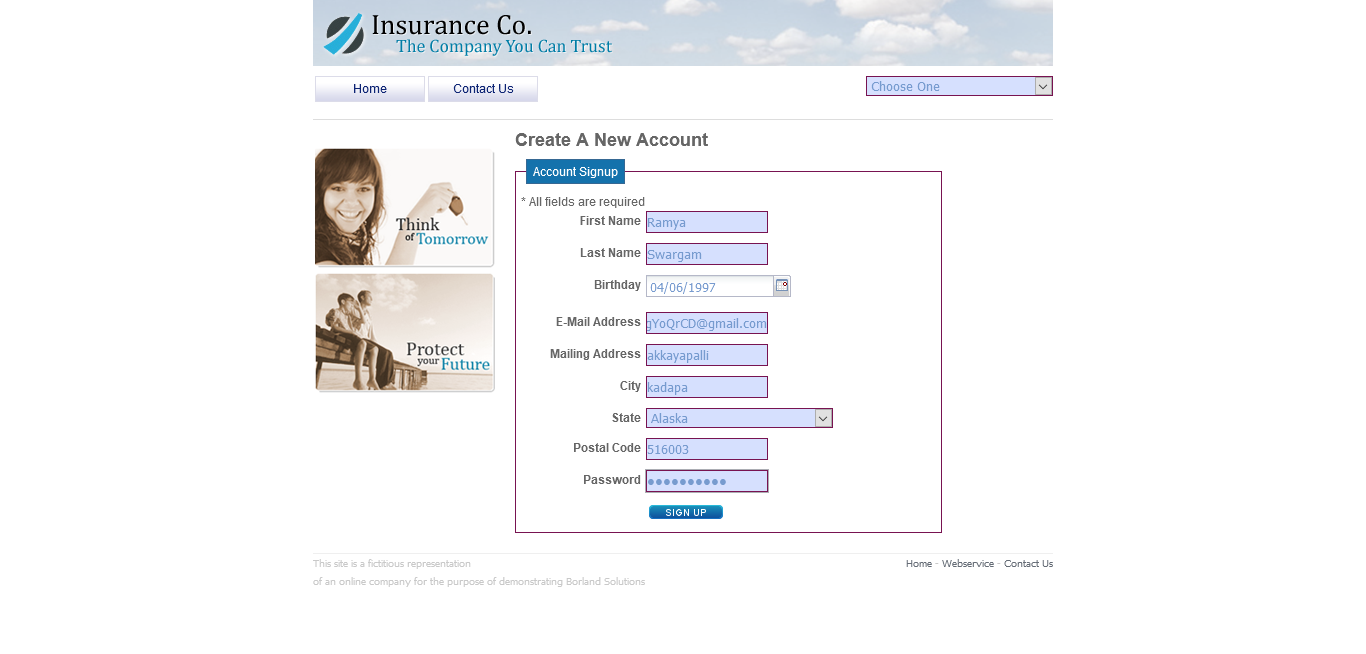 Insurance Co.
The Company You Can Trust
Home
Contact Us
Choose One
Create A New Account
Think
of Tomorrow
Protect
your Future
Account Signup
* All fields are required
First Name Ramya
Last Name Swargam
Birthday 04/06/1997
E-Mail Address gYoQrCD@gmail.com
Mailing Address akkayapalli
City kadapa
State Alaska
Postal Code 516003
Password ●●●●●●●●●●
SIGN UP
This site is a fictitious representation
of an online company for the purpose of demonstrating Borland Solutions
Home - Webservice - Contact Us